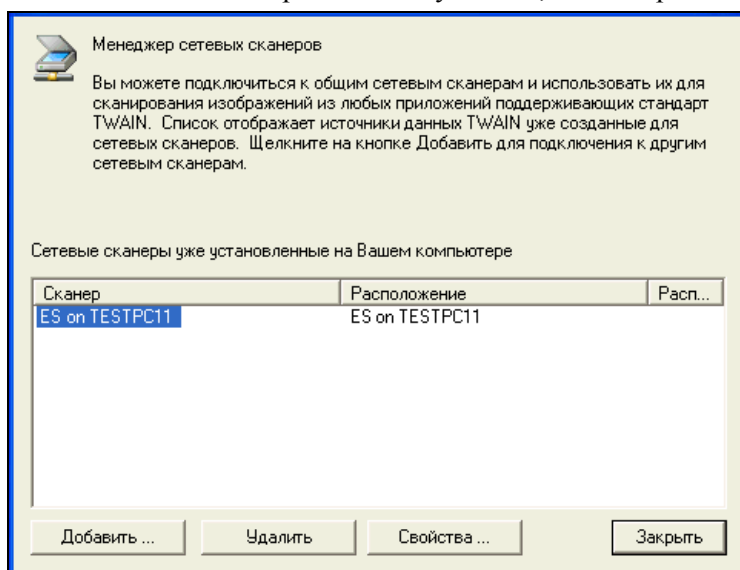 Менеджер сетевых сканеров
Вы можете подключиться к общим сетевым сканерам и использовать их для
сканирования изображений из любых приложений поддерживающих стандарт
TWAIN. Список отображает источники данных TWAIN уже созданные для
сетевых сканеров. Щелкните на кнопке Добавить для подключения к другим
сетевым сканерам.
Сетевые сканеры уже установленные на Вашем компьютере
Сканер Расположение Расп...
ES on TESTPC11 ES on TESTPC11
Добавить ... Удалить Свойства ... Закрыть